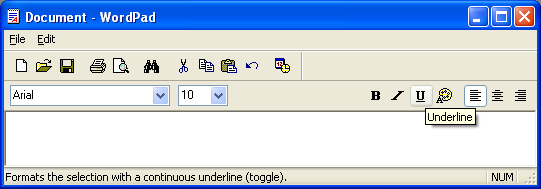 Document - WordPad
File Edit
Arial 10 B I U A
Underline
Formats the selection with a continuous underline (toggle). NUM